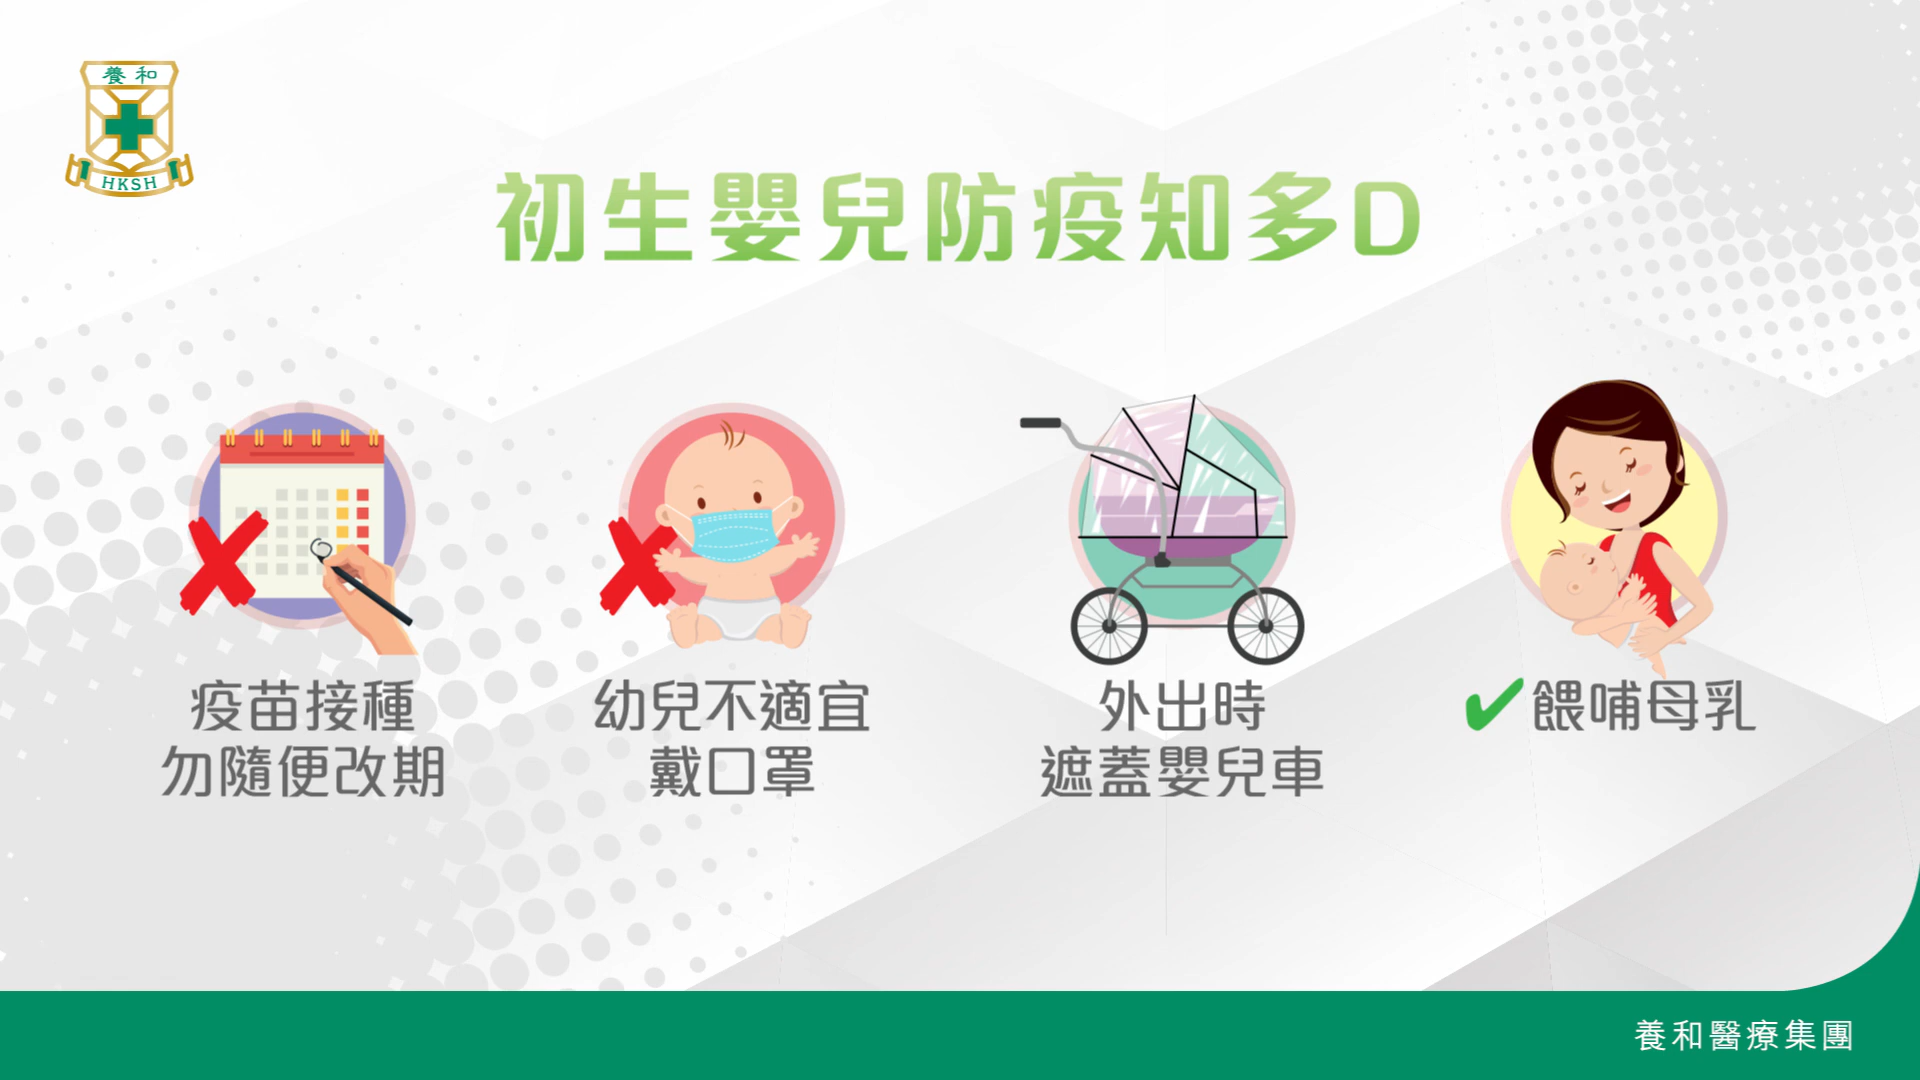 養和
HKSH
初生嬰兒防疫知多D
疫苗接種
勿隨便改期
幼兒不適宜
戴口罩
外出時
遮蓋嬰兒車
餵哺母乳
養和醫療集團